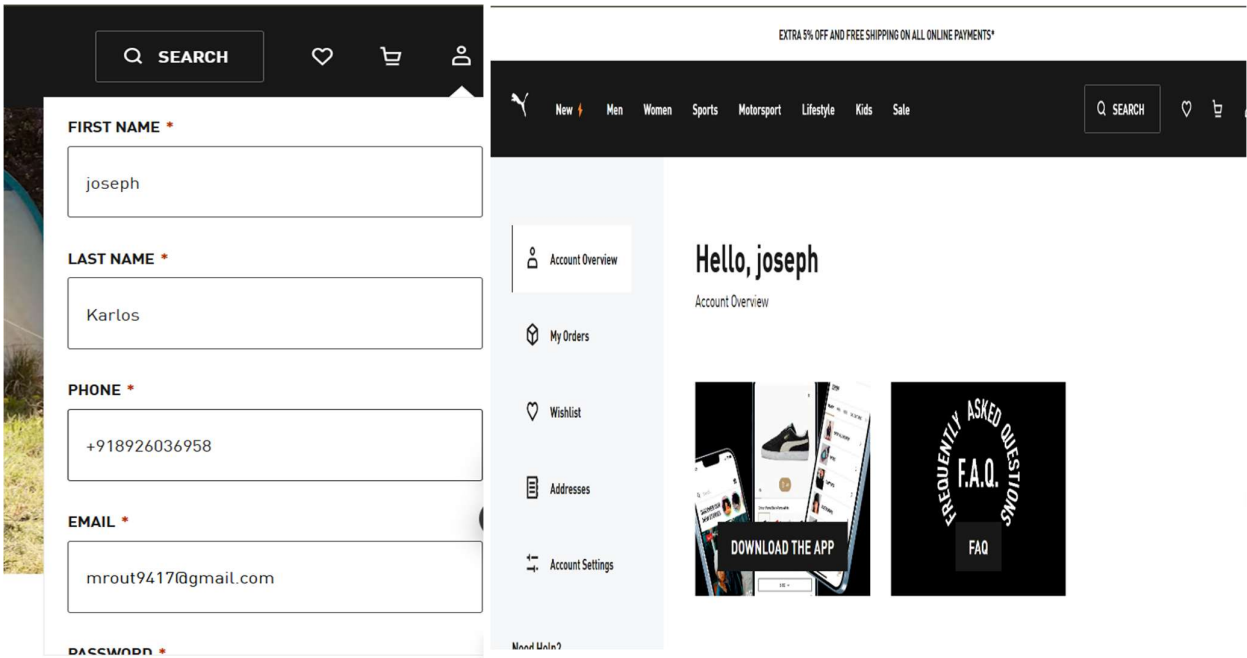 SEARCH
FIRST NAME *
joseph
LAST NAME *
Karlos
PHONE *
+918926036958
EMAIL *
mrout9417@gmail.com
PASSWORD *
EXTRA 5% OFF AND FREE SHIPPING ON ALL ONLINE PAYMENTS*
New Men Women Sports Motorsport Lifestyle Kids Sale SEARCH
Account Overview
My Orders
Wishlist
Addresses
Account Settings
Need Help?
Hello, joseph
Account Overview
DOWNLOAD THE APP
FREQUENTLY ASKED QUESTIONS
F.A.Q.
FAQ